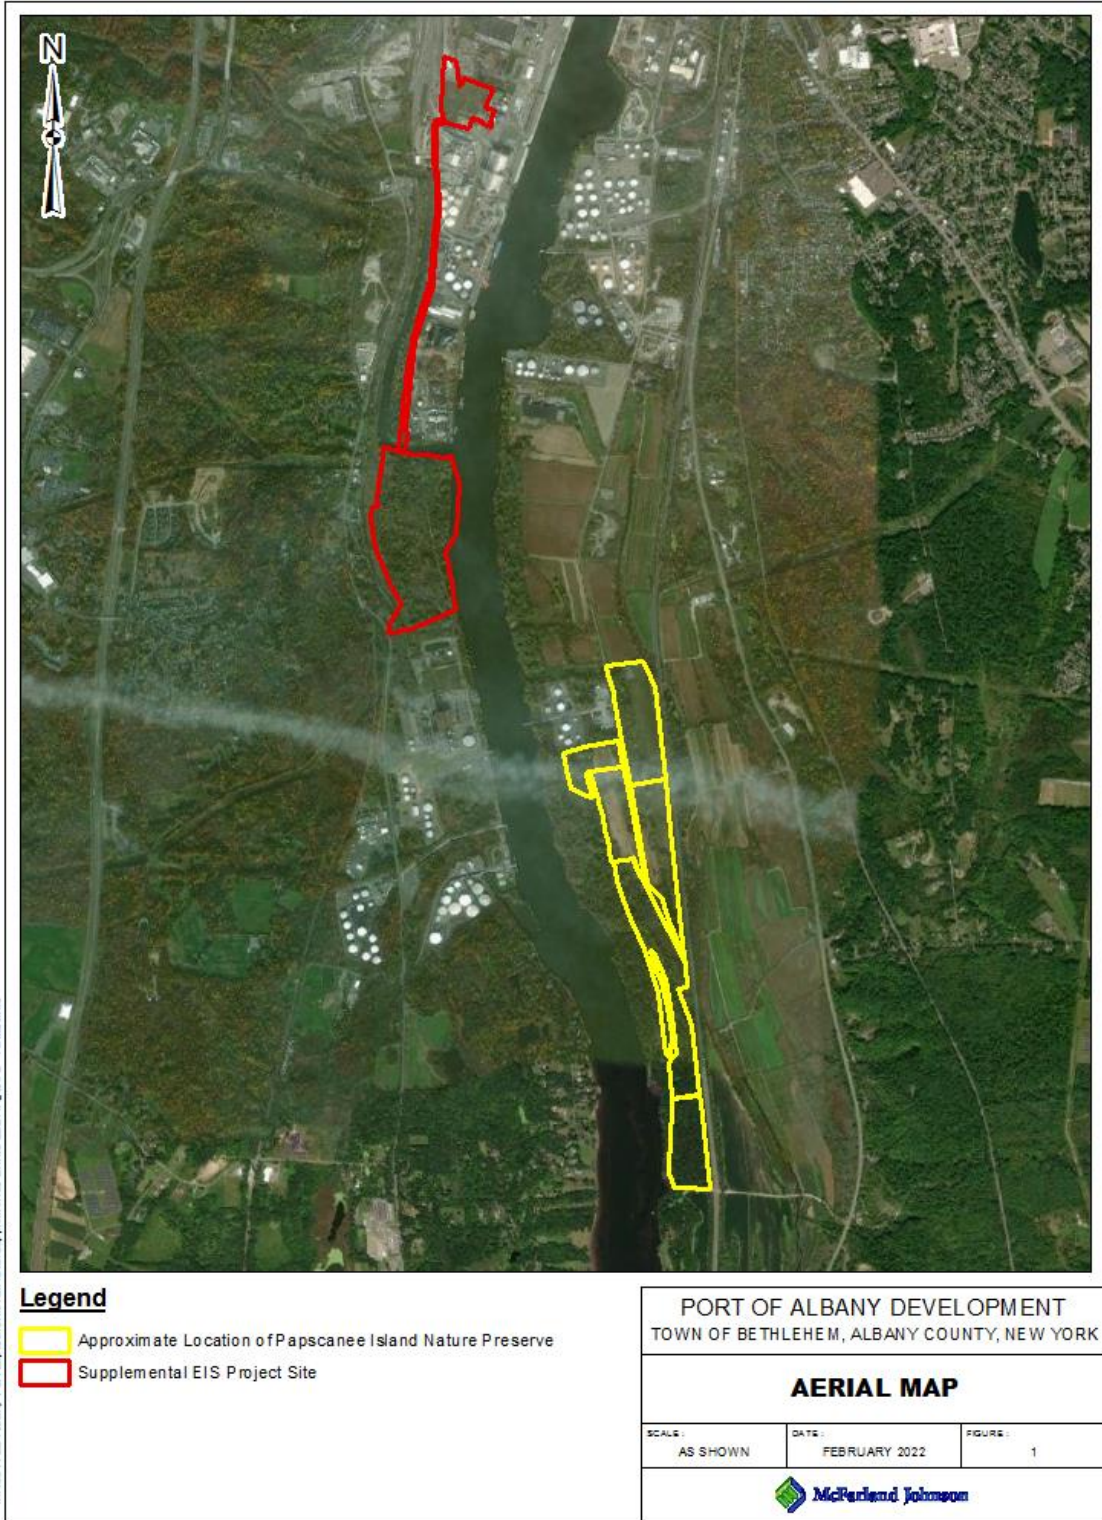 N
Legend
Approximate Location of Papscanee Island Nature Preserve
Supplemental EIS Project Site
PORT OF ALBANY DEVELOPMENT
TOWN OF BETHLEHEM, ALBANY COUNTY, NEW YORK
AERIAL MAP
SCALE: DATE: FIGURE:
AS SHOWN FEBRUARY 2022 1
McFarland Johnson